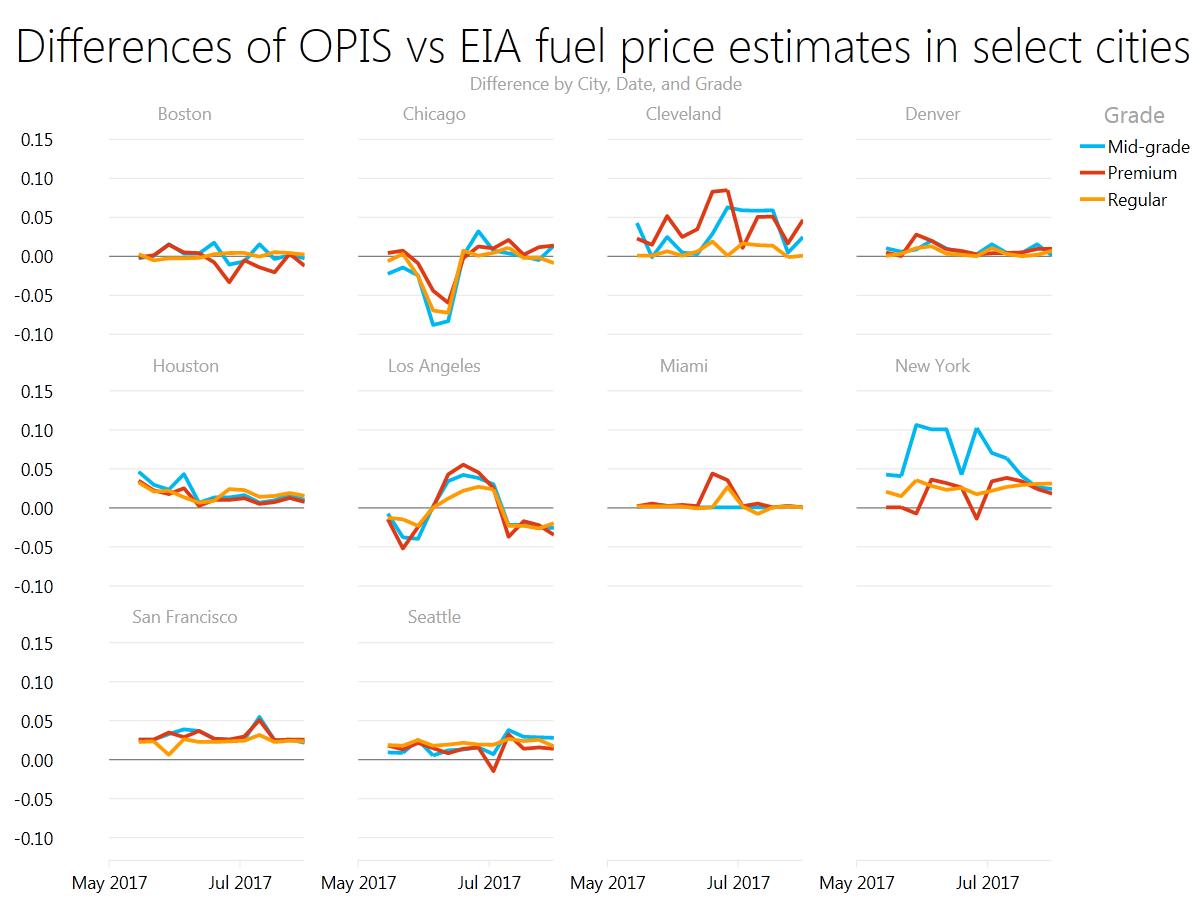 Differences of OPIS vs EIA fuel price estimates in select cities
Difference by City, Date, and Grade
Boston Chicago Cleveland Denver
Grade
Mid-grade
Premium
Regular
0.15
0.10
0.05
0.00
-0.05
-0.10
Houston Los Angeles Miami New York
0.15
0.10
0.05
0.00
-0.05
-0.10
San Francisco Seattle
0.15
0.10
0.05
0.00
-0.05
-0.10
May 2017 Jul 2017 May 2017 Jul 2017 May 2017 Jul 2017 May 2017 Jul 2017